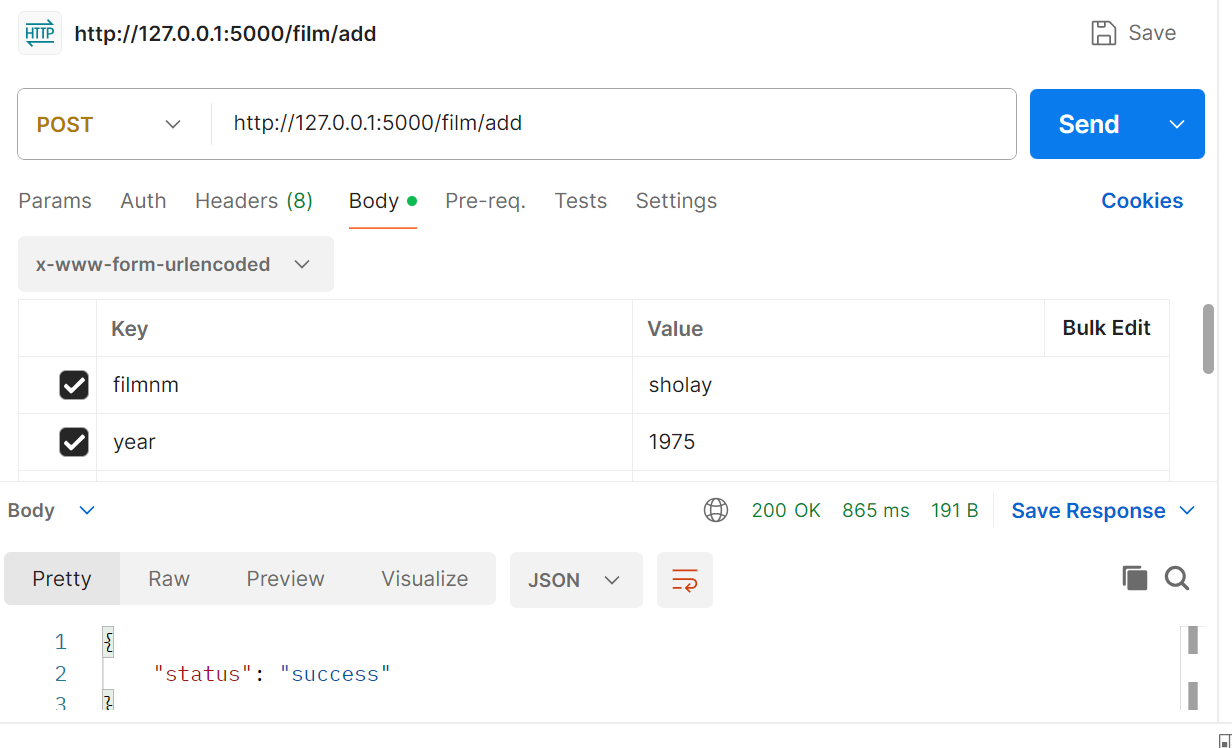 HTTP http://127.0.0.1:5000/film/add Save
POST http://127.0.0.1:5000/film/add Send
Params Auth Headers (8) Body Pre-req. Tests Settings Cookies
x-www-form-urlencoded
Key Value Bulk Edit
filmnm sholay
year 1975
Body 200 OK 865 ms 191 B Save Response
Pretty Raw Preview Visualize JSON
1 {
2 "status": "success"
3 }